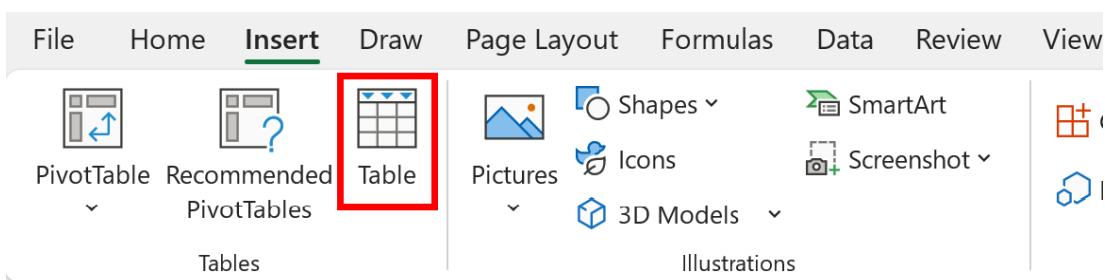 File Home Insert Draw Page Layout Formulas Data Review View
PivotTable
Recommended
PivotTables
Table
Tables
Pictures
Shapes
Icons
3D Models
SmartArt
Screenshot
Illustrations